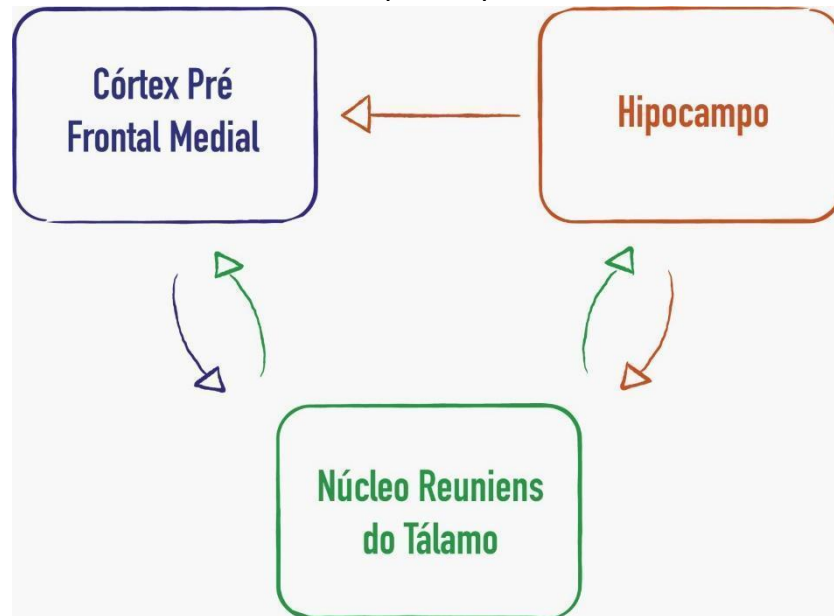 Córtex Pré
Frontal Medial
Hipocampo
Núcleo Reuniens
do Tálamo